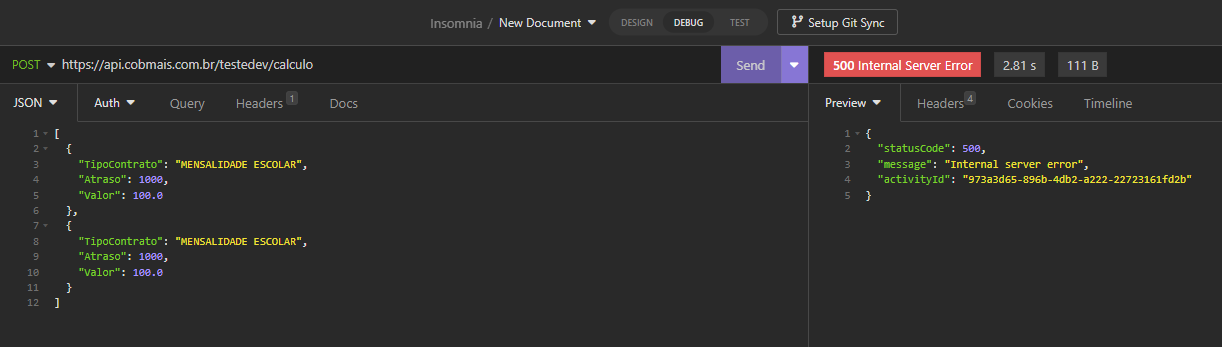 Insomnia / New Document DESIGN DEBUG TEST Setup Git Sync
POST https://api.cobmais.com.br/testedev/calculo Send 500 Internal Server Error 2.81 s 111 B
JSON Auth Query Headers 1 Docs Preview Headers 4 Cookies Timeline
1 [
2 {
3 "TipoContrato": "MENSALIDADE ESCOLAR",
4 "Atraso": 1000,
5 "Valor": 100.0
6 },
7 {
8 "TipoContrato": "MENSALIDADE ESCOLAR",
9 "Atraso": 1000,
10 "Valor": 100.0
11 }
12 ]
1 {
2 "statusCode": 500,
3 "message": "Internal server error",
4 "activityId": "973a3d65-896b-4db2-a222-22723161fd2b"
5 }